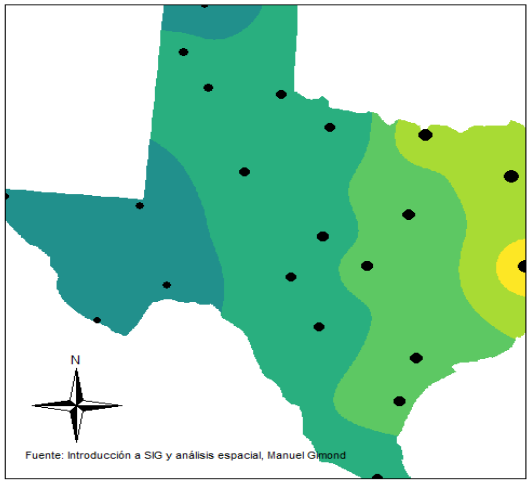 N
Fuente: Introducción a SIG y análisis espacial, Manuel Gimond